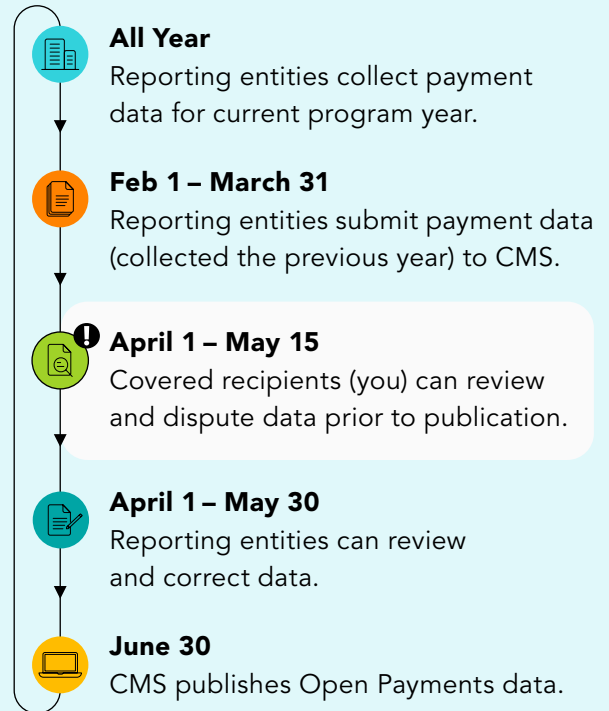 All Year
Reporting entities collect payment
data for current program year.
Feb 1 – March 31
Reporting entities submit payment data
(collected the previous year) to CMS.
April 1 – May 15
Covered recipients (you) can review
and dispute data prior to publication.
April 1 – May 30
Reporting entities can review
and correct data.
June 30
CMS publishes Open Payments data.